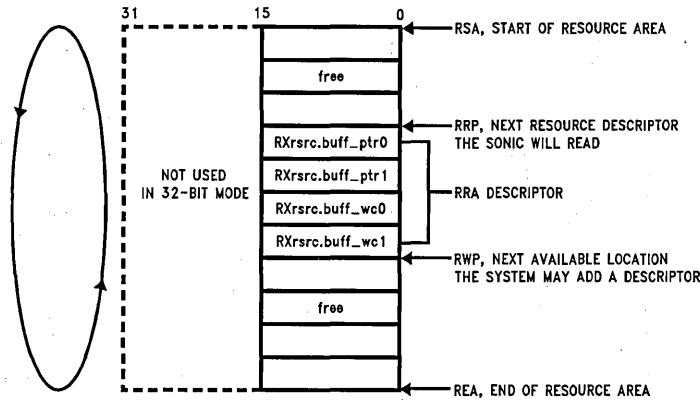 31 15 0
RSA, START OF RESOURCE AREA
free
RRP, NEXT RESOURCE DESCRIPTOR
THE SONIC WILL READ
RXrsrc.buff_ptr0
RXrsrc.buff_ptr1
NOT USED
IN 32-BIT MODE
RRA DESCRIPTOR
RXrsrc.buff_wc0
RXrsrc.buff_wc1
RWP, NEXT AVAILABLE LOCATION
THE SYSTEM MAY ADD A DESCRIPTOR
free
REA, END OF RESOURCE AREA